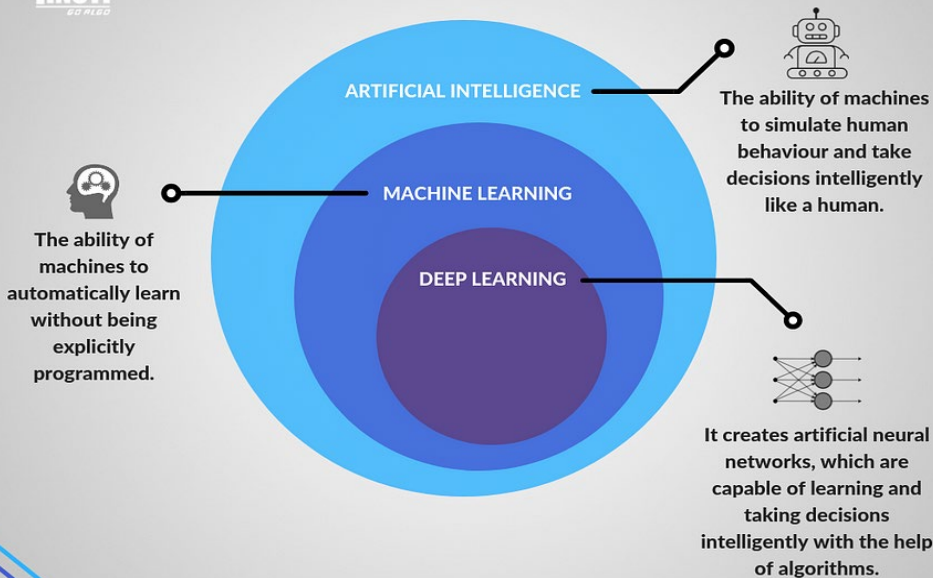 GO ALGO
ARTIFICIAL INTELLIGENCE
The ability of machines
to simulate human
behaviour and take
decisions intelligently
like a human.
MACHINE LEARNING
The ability of
machines to
automatically learn
without being
explicitly
programmed.
DEEP LEARNING
It creates artificial neural
networks, which are
capable of learning and
taking decisions
intelligently with the help
of algorithms.